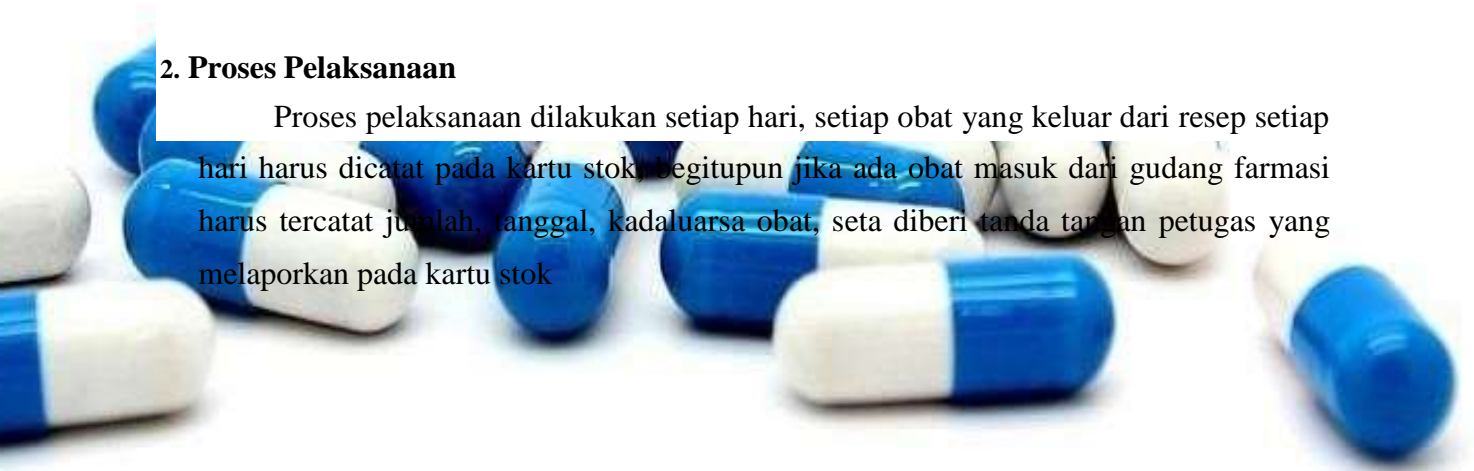 2. Proses Pelaksanaan
Proses pelaksanaan dilakukan setiap hari, setiap obat yang keluar dari resep setiap
hari harus dicatat pada kartu stok, begitupun jika ada obat masuk dari gudang farmasi
harus tercatat jumlah, tanggal, kadaluarsa obat, seta diberi tanda tangan petugas yang
melaporkan pada kartu stok